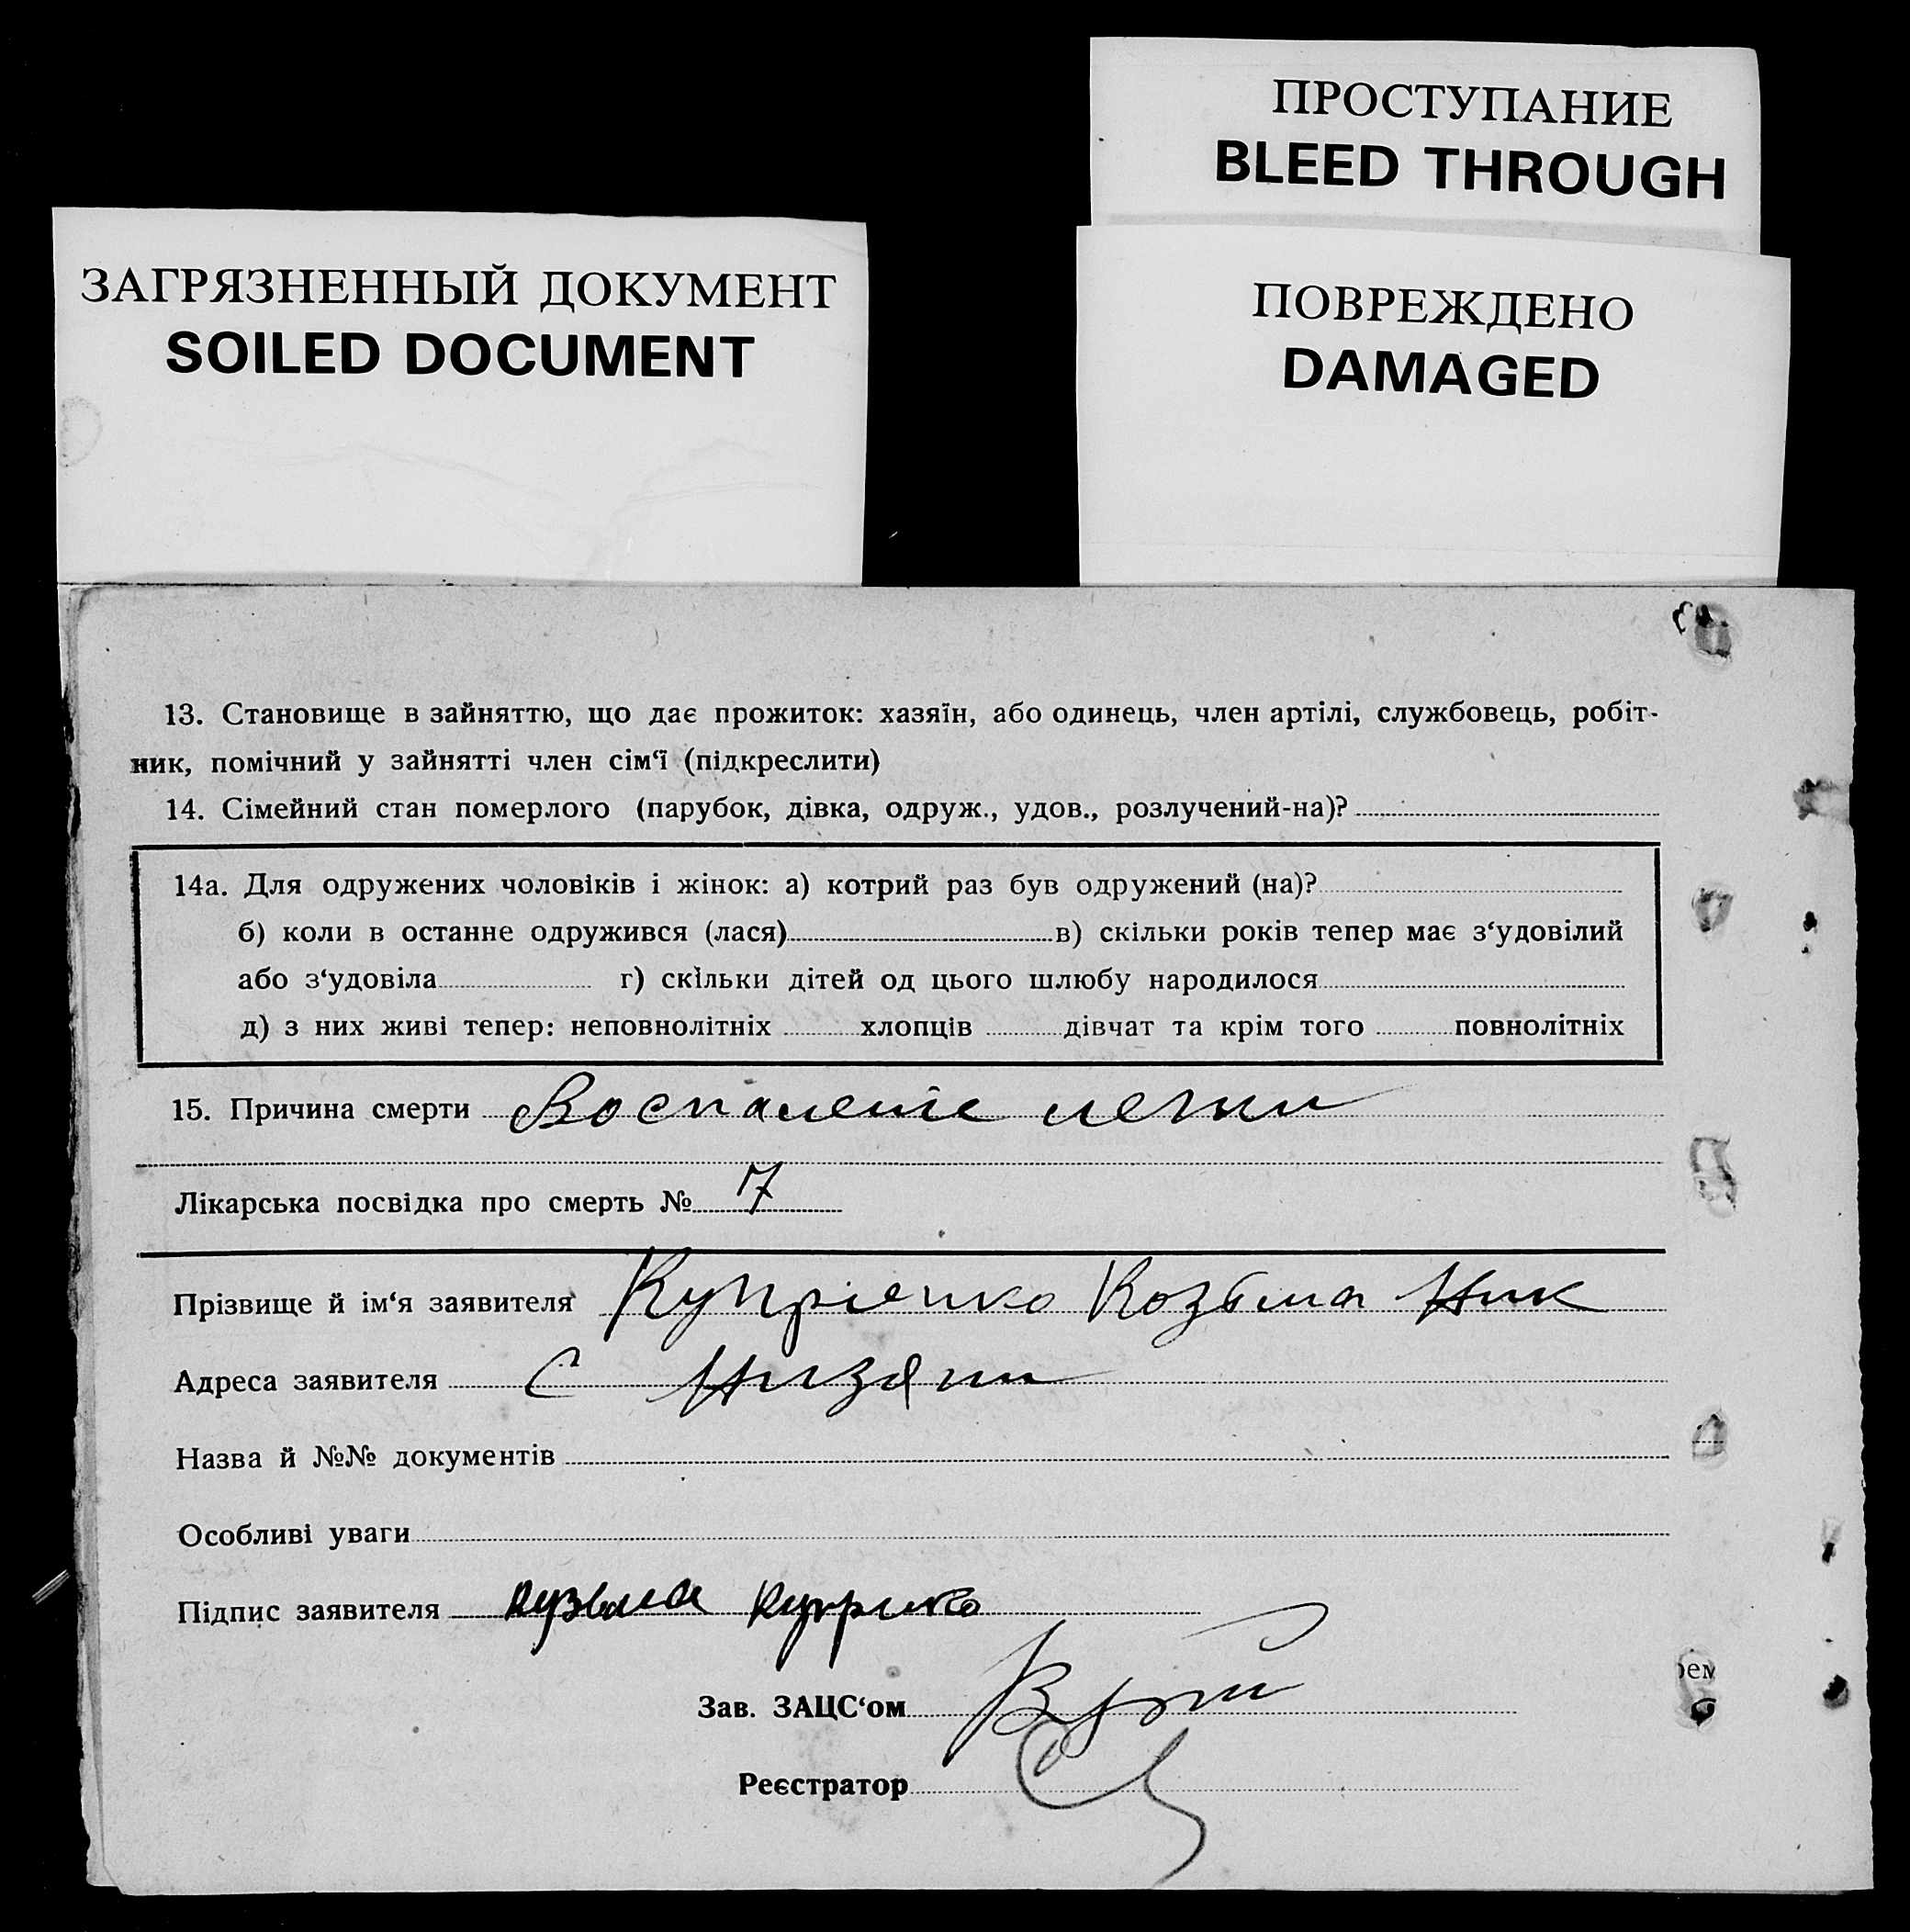 ПРОСТУПАНИЕ
BLEED THROUGH
ЗАГРЯЗНЕННЫЙ ДОКУМЕНТ
SOILED DOCUMENT
ПОВРЕЖДЕНО
DAMAGED
13. Становище в зайняттю, що дає прожиток: хазяїн, або одинець, член артілі, службовець, робіт-
ник, помічний у зайнятті член сім‘ї (підкреслити)
14. Сімейний стан померлого (парубок, дівка, одруж., удов., розлучений-на)?
14а. Для одружених чоловіків і жінок: а) котрий раз був одружений (на)?
б) коли в останне одружився (лася) в) скільки років тепер має з‘удовілий
або з‘удовіла г) скільки дітей од цього шлюбу народилося
д) з них живі тепер: неповнолітніх хлопців дівчат та крім того повнолітніх
15. Причина смерти Воспаление
Лікарська посвідка про смерть № 7
Прізвище й ім‘я заявителя Купріенко Козьма Ник
Адреса заявителя С Низяни
Назва й №№ документів
Особливі уваги
Підпис заявителя Кузьма
Зав. ЗАЦС‘ом
Реєстратор